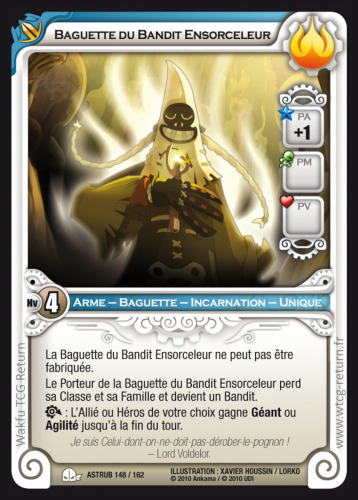 Baguette du Bandit Ensorceleur
PA
+1
PM
PV
Nv 4 Arme – Baguette – Incarnation – Unique
La Baguette du Bandit Ensorceleur ne peut pas être
fabriquée.
Le Porteur de la Baguette du Bandit Ensorceleur perd
sa Classe et sa Famille et devient un Bandit.
: L'Allié ou Héros de votre choix gagne Géant ou
Agilité jusqu'à la fin du tour.
Je suis Celui-dont-on-ne-doit-pas-dérober-le-pognon !
– Lord Voldelor.
Wakfu TCG Return
www.wtcg-return.fr
ASTRUB 148 / 162
ILLUSTRATION : XAVIER HOUSSIN / LORKO
© 2010 Ankama / © 2010 UDI